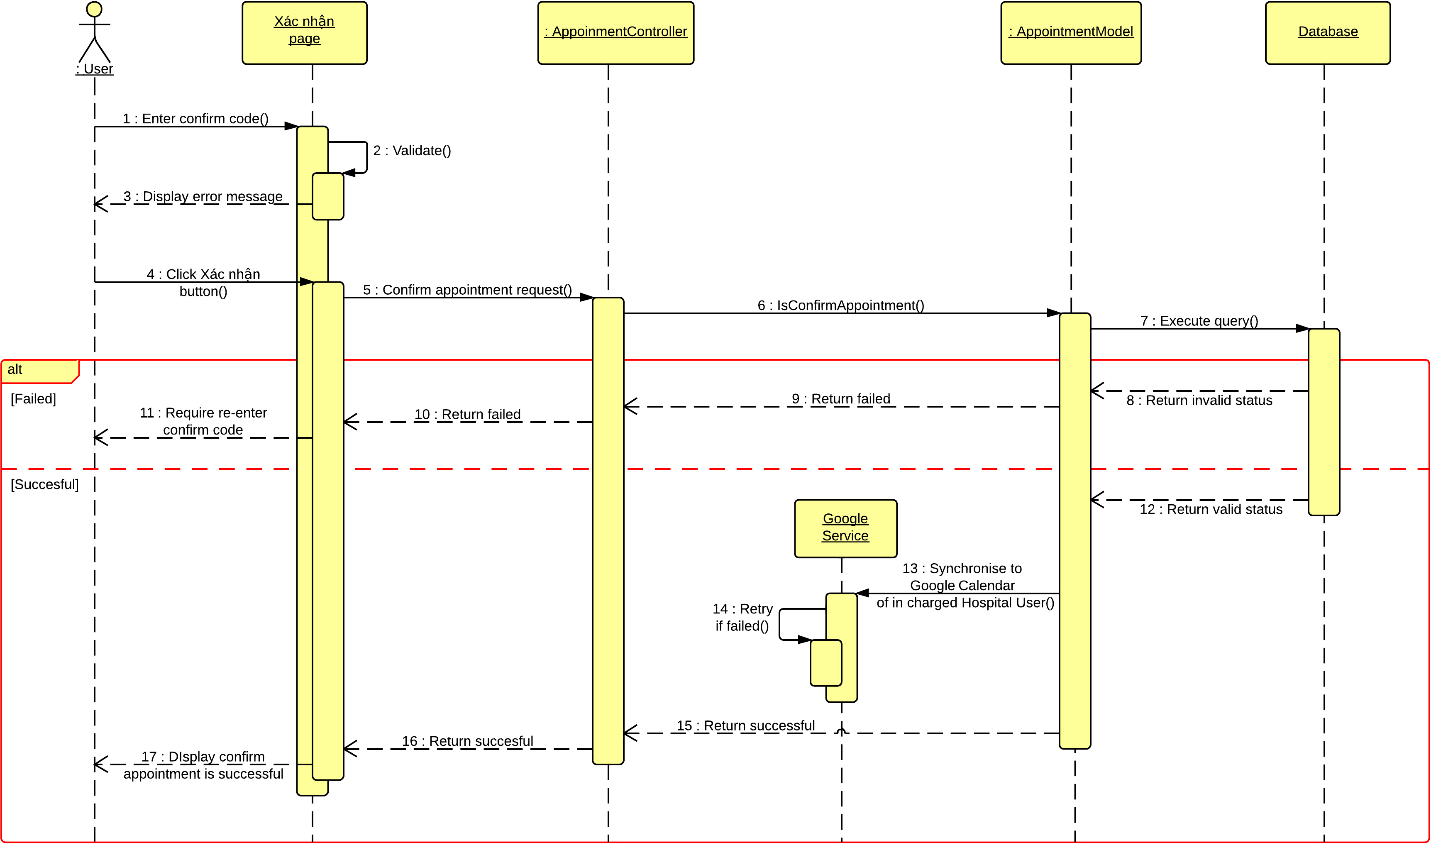 : User
Xác nhận
page
: AppoinmentController
: AppointmentModel
Database
1 : Enter confirm code()
2 : Validate()
3 : Display error message
4 : Click Xác nhận
button()
5 : Confirm appointment request()
6 : IsConfirmAppointment()
7 : Execute query()
alt
[Failed]
8 : Return invalid status
9 : Return failed
10 : Return failed
11 : Require re-enter
confirm code
[Succesful]
12 : Return valid status
Google
Service
13 : Synchronise to
Google Calendar
of in charged Hospital User()
14 : Retry
if failed()
15 : Return successful
16 : Return succesful
17 : DIsplay confirm
appointment is successful